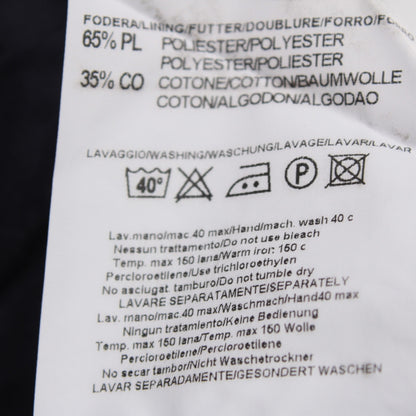 FODERA/LINING/FUTTER/DOUBLURE/FORRO/FORRO
65% PL POLIESTER/POLYESTER
POLYESTER/POLIESTER
35% CO COTONE/COTTON/BAUMWOLLE
COTON/ALGODON/ALGODAO
LAVAGGIO/WASHING/WASCHUNG/LAVAGE/LAVAR/LAVAR
40° P
Lav.mano/mac.40 max/Hand/mach. wash 40 c
Nessun trattamento/Do not use bleach
Temp. max 150 lana/Warm iron: 150 c
Percloroetilene/Use trichloroethylen
No asciugat. tamburo/Do not tumble dry
LAVARE SEPARATAMENTE/SEPARATELY
Lav. mano/mac.40 max/Waschmach/Hand40 max
Ningun tratamento/Keine Bedienung
Temp. max 150 lana/Temp. max 150 Wolle
Percloroetilene/Percloroetilene
No secar tambor/Nicht Waschetrockner
LAVAR SEPARATAMENTE/GESONDERT WASCHEN